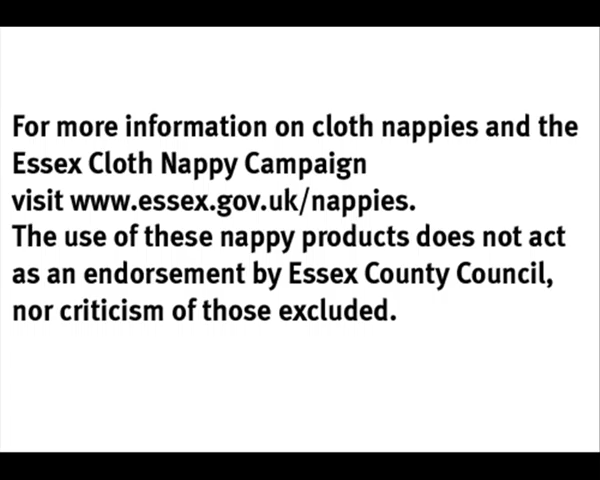 For more information on cloth nappies and the
Essex Cloth Nappy Campaign
visit www.essex.gov.uk/nappies.
The use of these nappy products does not act
as an endorsement by Essex County Council,
nor criticism of those excluded.